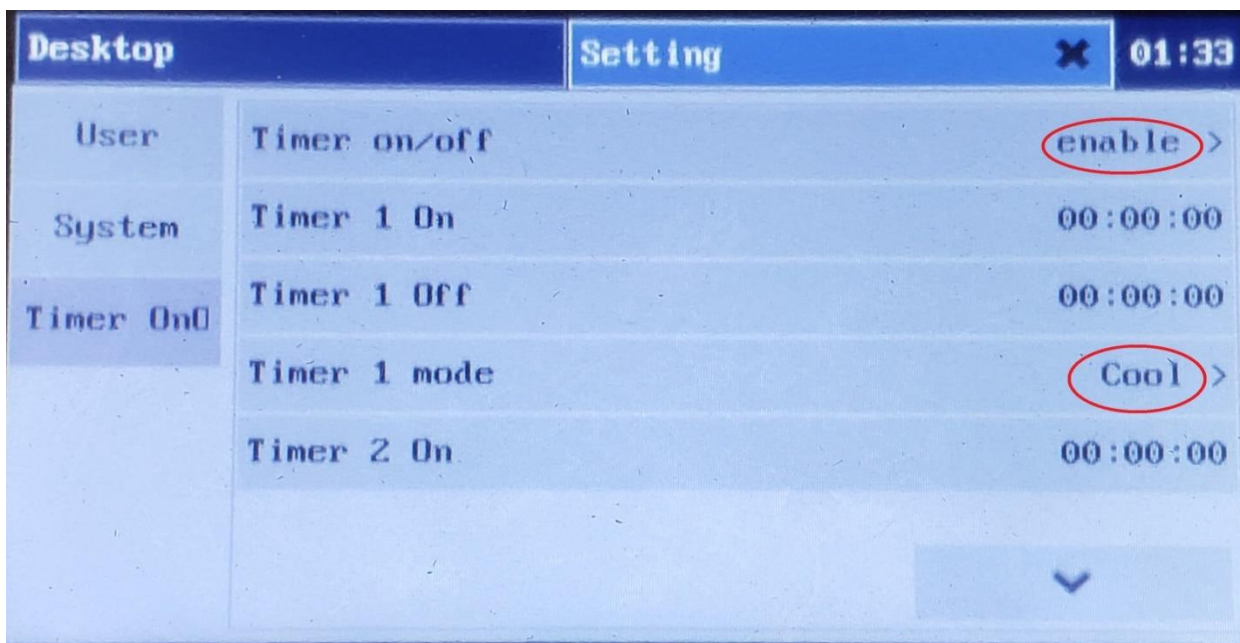 Desktop Setting 01:33
User Timer on/off enable >
System Timer 1 On 00:00:00
Timer 1 Off 00:00:00
Timer On0
Timer 1 mode Cool >
Timer 2 On 00:00:00